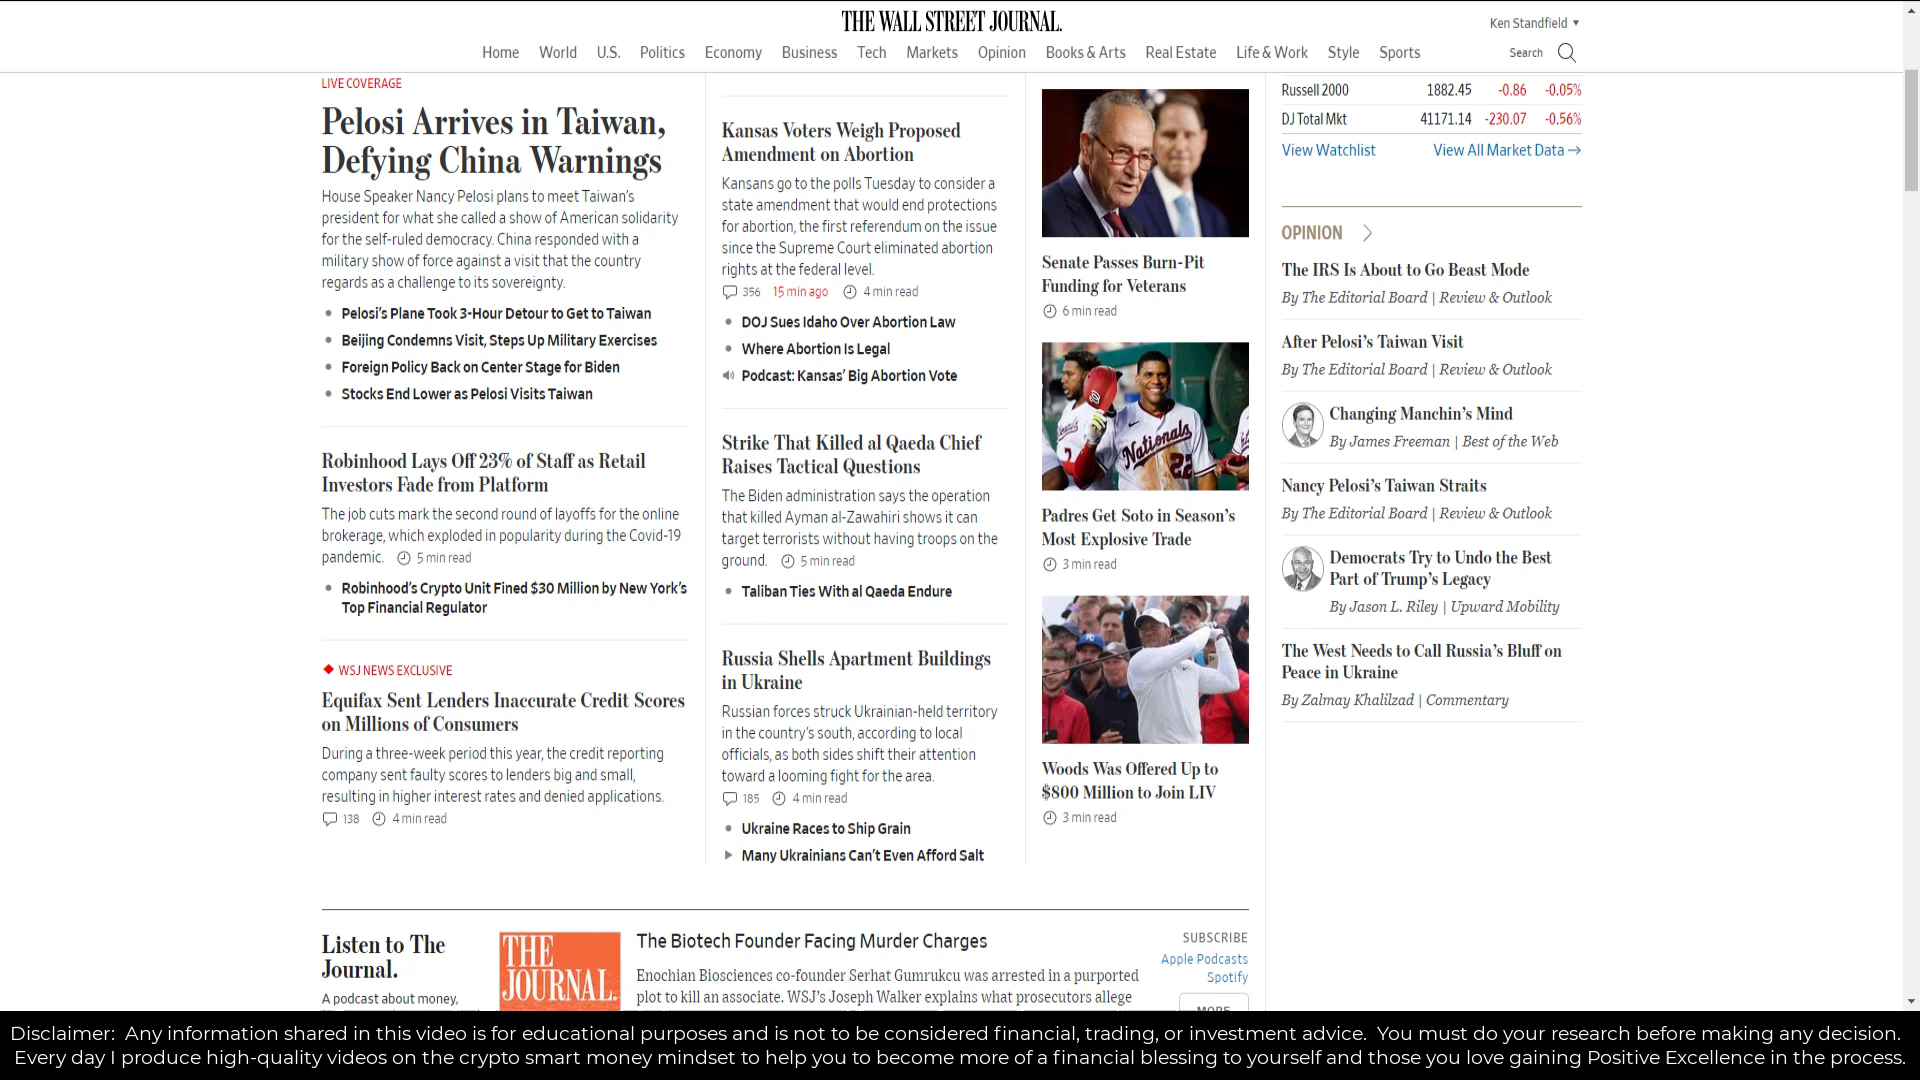 THE WALL STREET JOURNAL.
Ken Standfield ▼
Home World U.S. Politics Economy Business Tech Markets Opinion Books & Arts Real Estate Life & Work Style Sports
Search
LIVE COVERAGE
Pelosi Arrives in Taiwan,
Defying China Warnings
House Speaker Nancy Pelosi plans to meet Taiwan's
president for what she called a show of American solidarity
for the self-ruled democracy. China responded with a
military show of force against a visit that the country
regards as a challenge to its sovereignty.
• Pelosi's Plane Took 3-Hour Detour to Get to Taiwan
• Beijing Condemns Visit, Steps Up Military Exercises
• Foreign Policy Back on Center Stage for Biden
• Stocks End Lower as Pelosi Visits Taiwan
Robinhood Lays Off 23% of Staff as Retail
Investors Fade from Platform
The job cuts mark the second round of layoffs for the online
brokerage, which exploded in popularity during the Covid-19
pandemic. 5 min read
• Robinhood's Crypto Unit Fined $30 Million by New York's
Top Financial Regulator
WSJ NEWS EXCLUSIVE
Equifax Sent Lenders Inaccurate Credit Scores
on Millions of Consumers
During a three-week period this year, the credit reporting
company sent faulty scores to lenders big and small,
resulting in higher interest rates and denied applications.
138 4 min read
Kansas Voters Weigh Proposed
Amendment on Abortion
Kansans go to the polls Tuesday to consider a
state amendment that would end protections
for abortion, the first referendum on the issue
since the Supreme Court eliminated abortion
rights at the federal level.
356 15 min ago 4 min read
• DOJ Sues Idaho Over Abortion Law
• Where Abortion Is Legal
Podcast: Kansas' Big Abortion Vote
Strike That Killed al Qaeda Chief
Raises Tactical Questions
The Biden administration says the operation
that killed Ayman al-Zawahiri shows it can
target terrorists without having troops on the
ground. 5 min read
• Taliban Ties With al Qaeda Endure
Russia Shells Apartment Buildings
in Ukraine
Russian forces struck Ukrainian-held territory
in the country's south, according to local
officials, as both sides shift their attention
toward a looming fight for the area.
185 4 min read
• Ukraine Races to Ship Grain
Many Ukrainians Can't Even Afford Salt
Senate Passes Burn-Pit
Funding for Veterans
6 min read
Nationals
22
Padres Get Soto in Season's
Most Explosive Trade
3 min read
Woods Was Offered Up to
$800 Million to Join LIV
3 min read
Russell 2000 1882.45 -0.86 -0.05%
DJ Total Mkt 41171.14 -230.07 -0.56%
View Watchlist View All Market Data →
OPINION
The IRS Is About to Go Beast Mode
By The Editorial Board | Review & Outlook
After Pelosi's Taiwan Visit
By The Editorial Board | Review & Outlook
Changing Manchin's Mind
By James Freeman | Best of the Web
Nancy Pelosi's Taiwan Straits
By The Editorial Board | Review & Outlook
Democrats Try to Undo the Best
Part of Trump's Legacy
By Jason L. Riley | Upward Mobility
The West Needs to Call Russia's Bluff on
Peace in Ukraine
By Zalmay Khalilzad | Commentary
Listen to The
Journal.
A podcast about money,
THE
JOURNAL.
The Biotech Founder Facing Murder Charges
Enochian Biosciences co-founder Serhat Gumrukcu was arrested in a purported
plot to kill an associate. WSJ's Joseph Walker explains what prosecutors allege
SUBSCRIBE
Apple Podcasts
Spotify
MORE
Disclaimer: Any information shared in this video is for educational purposes and is not to be considered financial, trading, or investment advice. You must do your research before making any decision.
Every day I produce high-quality videos on the crypto smart money mindset to help you to become more of a financial blessing to yourself and those you love gaining Positive Excellence in the process.